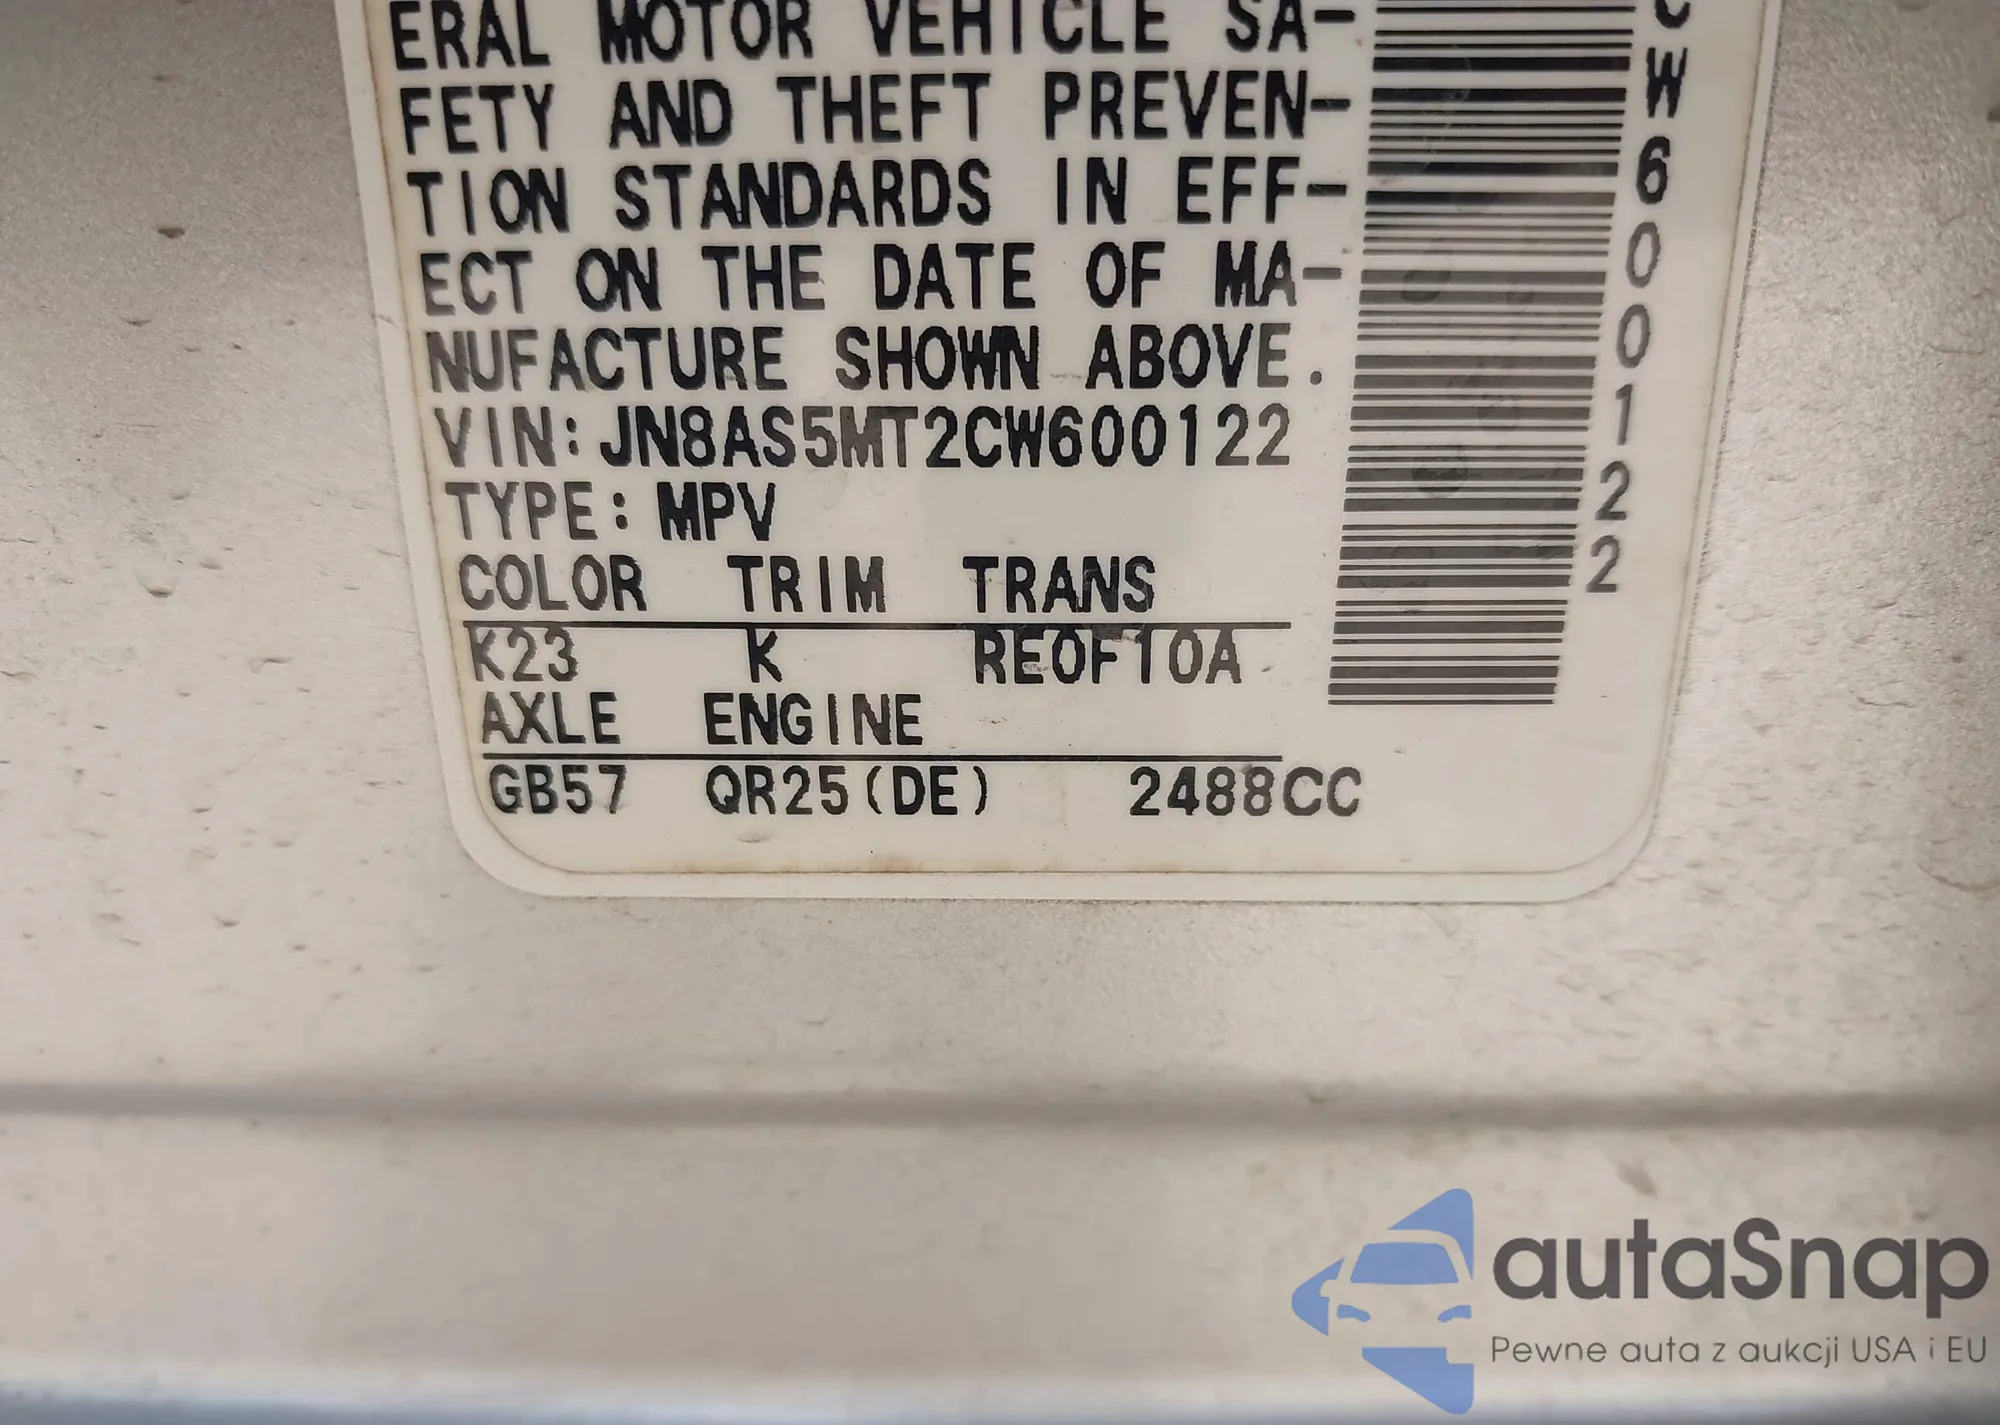 ERAL MOTOR VEHICLE SA-
FETY AND THEFT PREVEN-
TION STANDARDS IN EFF-
ECT ON THE DATE OF MA-
NUFACTURE SHOWN ABOVE.
VIN: JN8AS5MT2CW600122
TYPE: MPV
COLOR TRIM TRANS
K23 K RE0F10A
AXLE ENGINE
GB57 QR25(DE) 2488CC
CW600122
autaSnap
Pewne auta z aukcji USA i EU